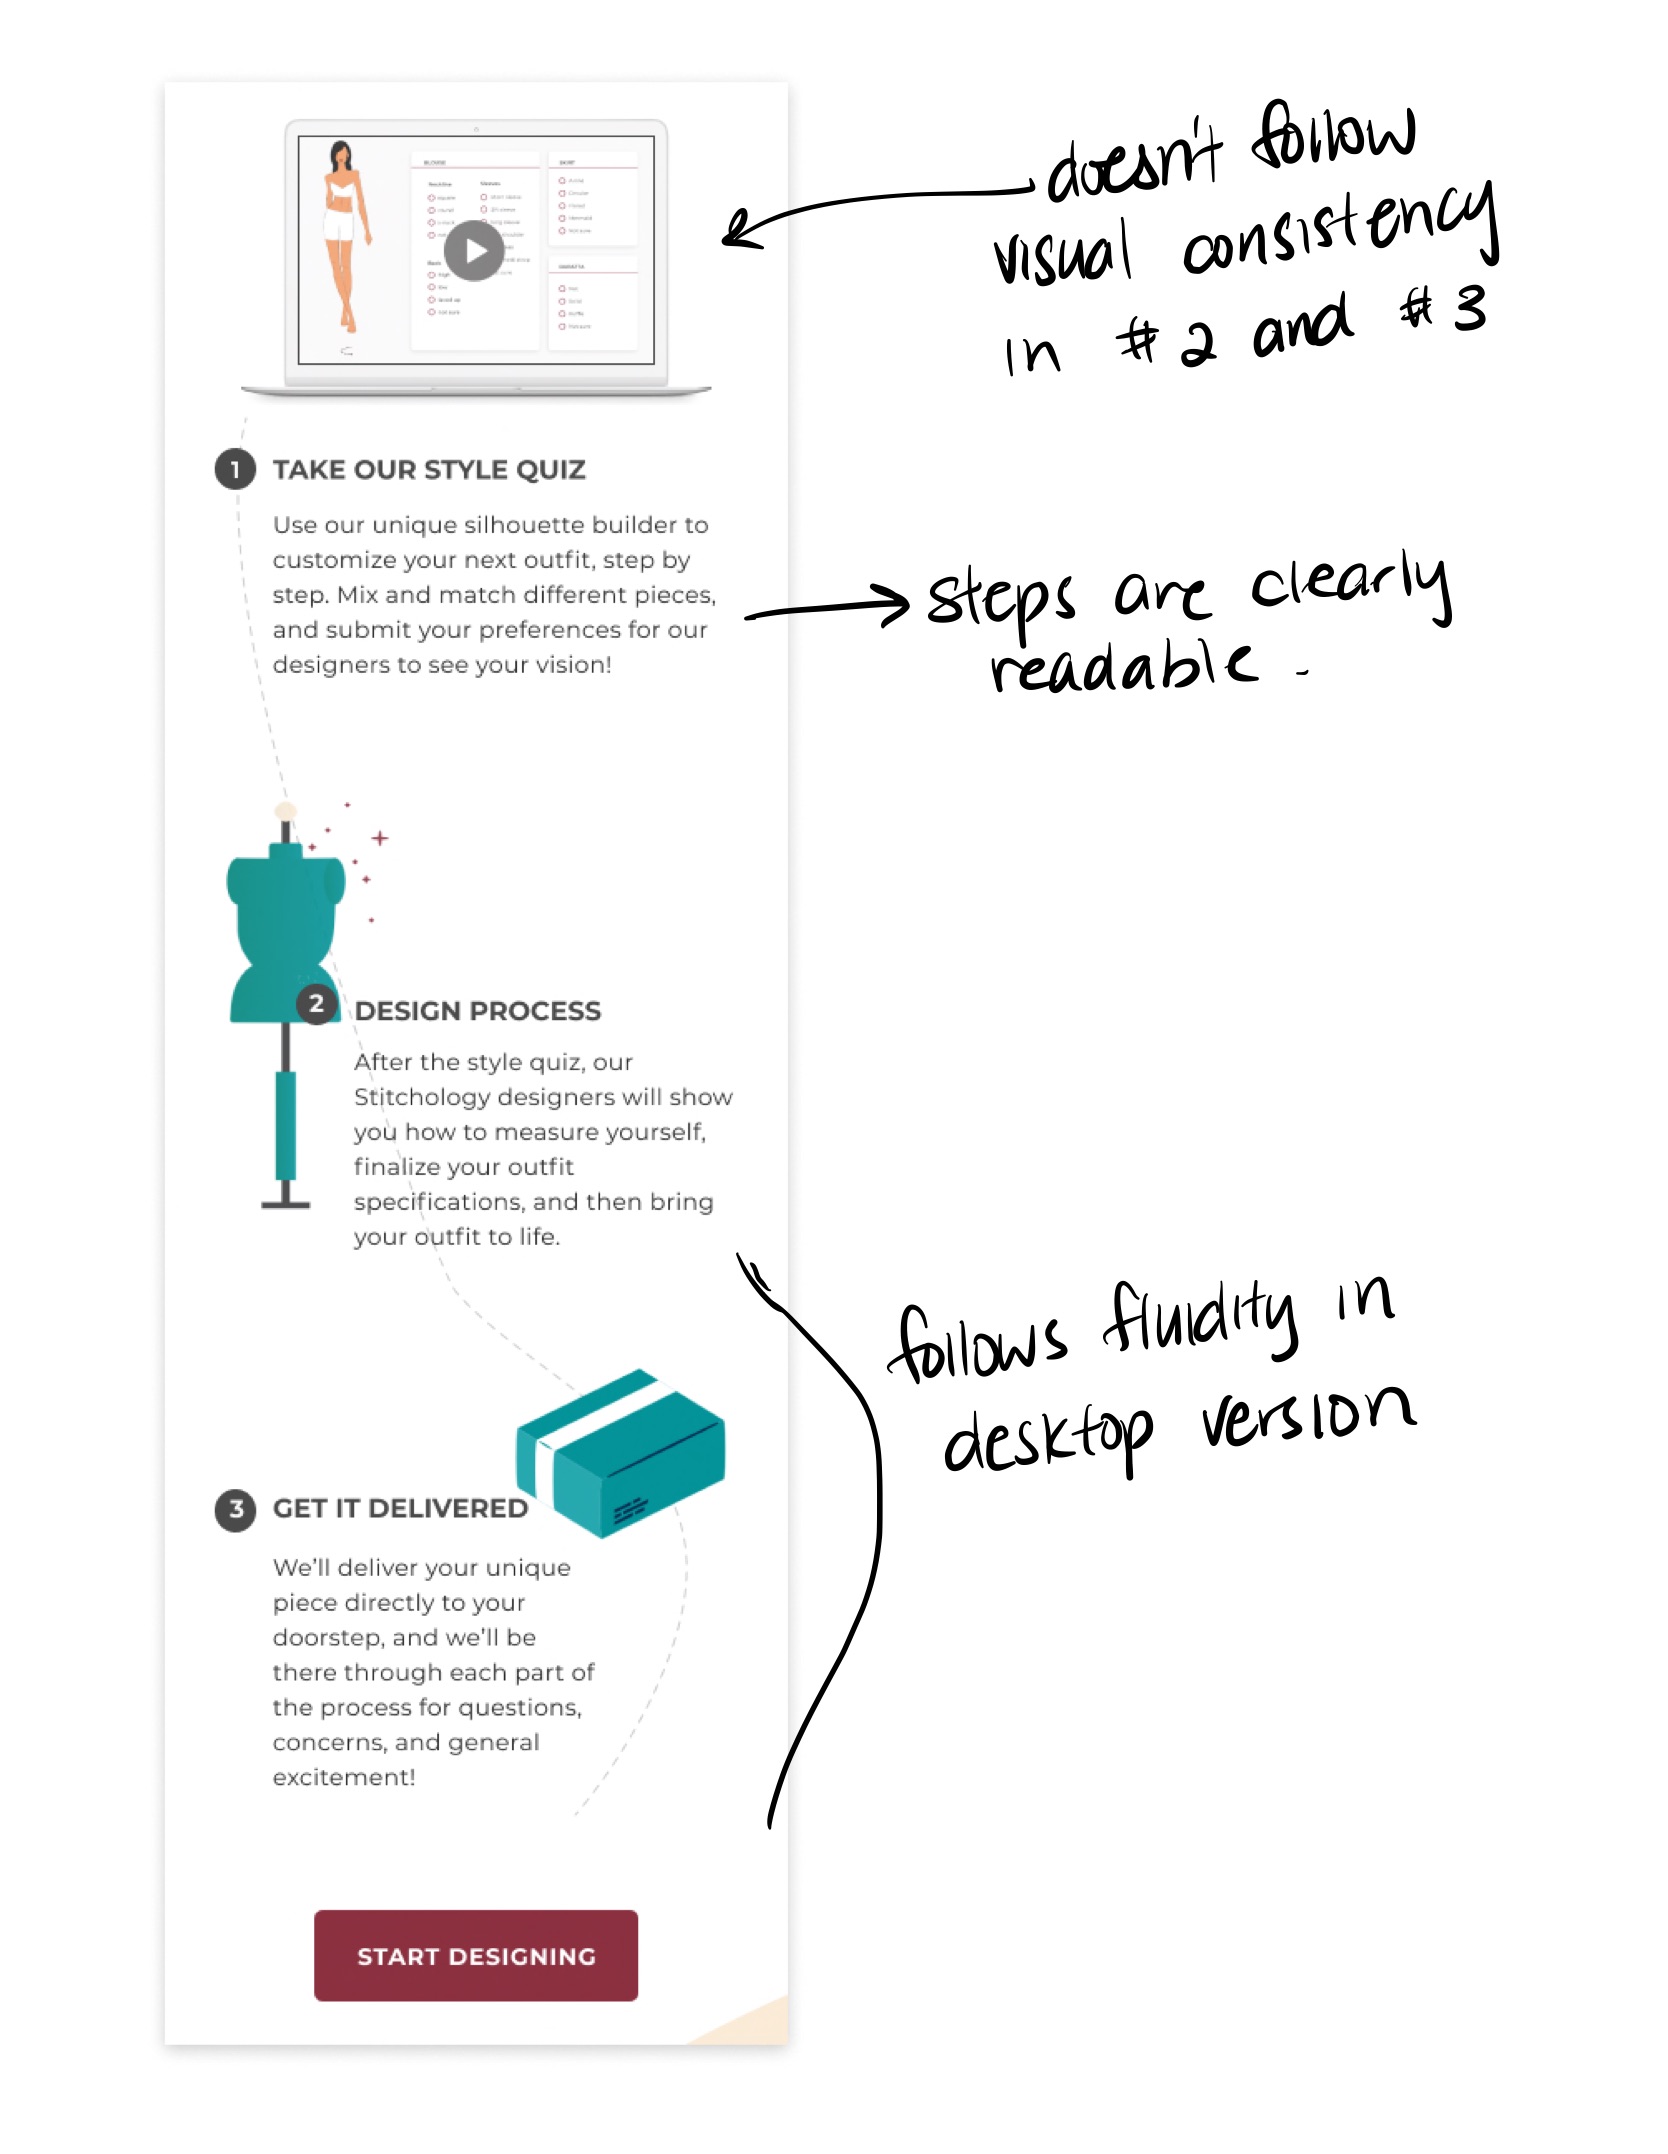 BLOUSE
SKIRT
Neckline
Sleeves
doesn't follow
visual consistency
in #2 and #3
1 TAKE OUR STYLE QUIZ
Use our unique silhouette builder to
customize your next outfit, step by
step. Mix and match different pieces,
and submit your preferences for our
designers to see your vision!
steps are clearly
readable.
2 DESIGN PROCESS
After the style quiz, our
Stitchology designers will show
you how to measure yourself,
finalize your outfit
specifications, and then bring
your outfit to life.
follows fluidity in
desktop version
3 GET IT DELIVERED
We'll deliver your unique
piece directly to your
doorstep, and we'll be
there through each part of
the process for questions,
concerns, and general
excitement!
START DESIGNING